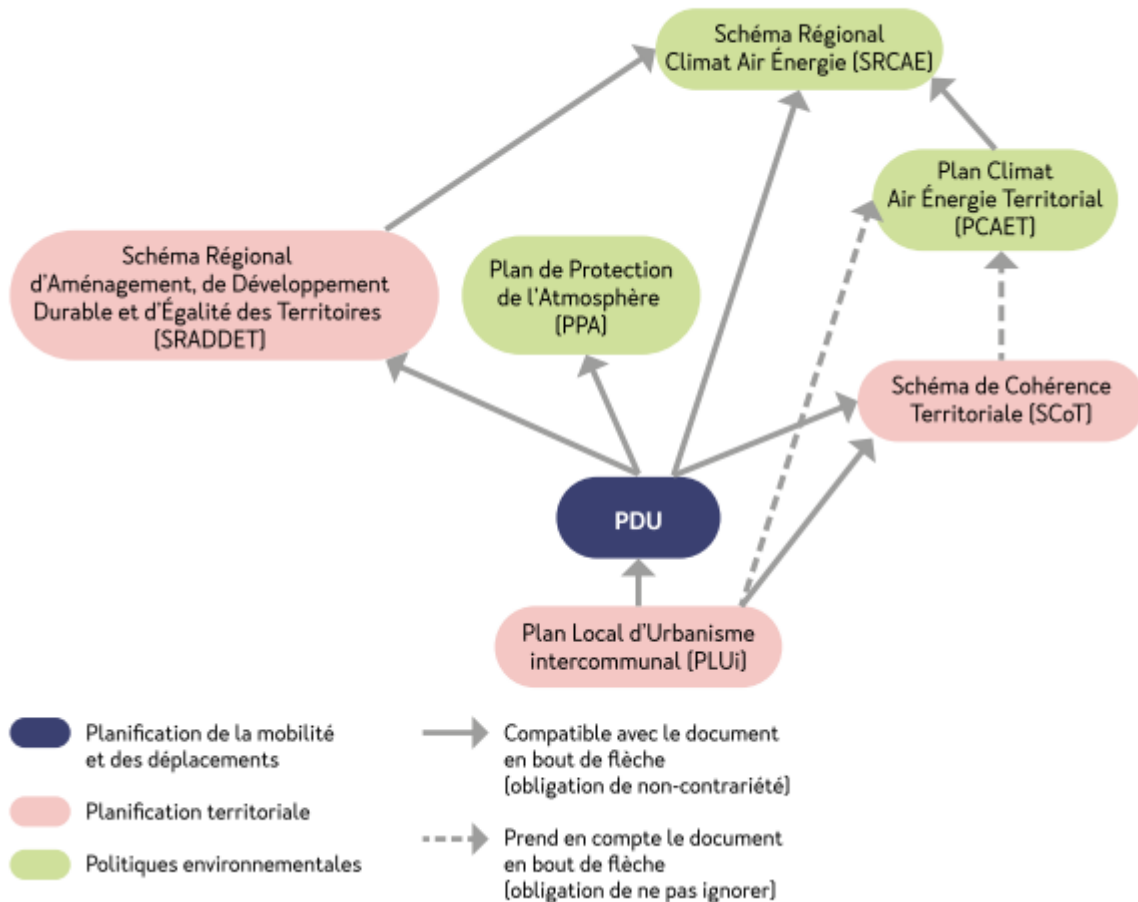 Schéma Régional
Climat Air Énergie (SRCAE)
Plan Climat
Air Énergie Territorial
(PCAET)
Schéma Régional
d'Aménagement, de Développement
Durable et d'Égalité des Territoires
(SRADDET)
Plan de Protection
de l'Atmosphère
(PPA)
Schéma de Cohérence
Territoriale (SCoT)
PDU
Plan Local d'Urbanisme
intercommunal (PLUi)
Planification de la mobilité
et des déplacements
Planification territoriale
Politiques environnementales
Compatible avec le document
en bout de flèche
(obligation de non-contrariété)
Prend en compte le document
en bout de flèche
(obligation de ne pas ignorer)